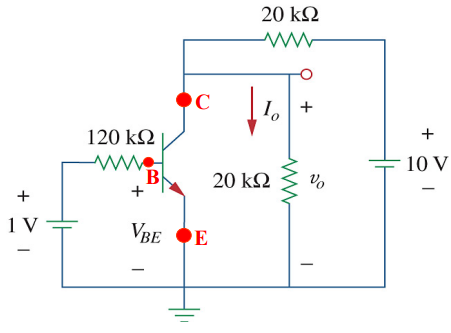 20 kΩ
C
I_o
+
120 kΩ
B
+
20 kΩ
v_o
+
10 V
−
+
1 V
−
V_BE
E
−
−